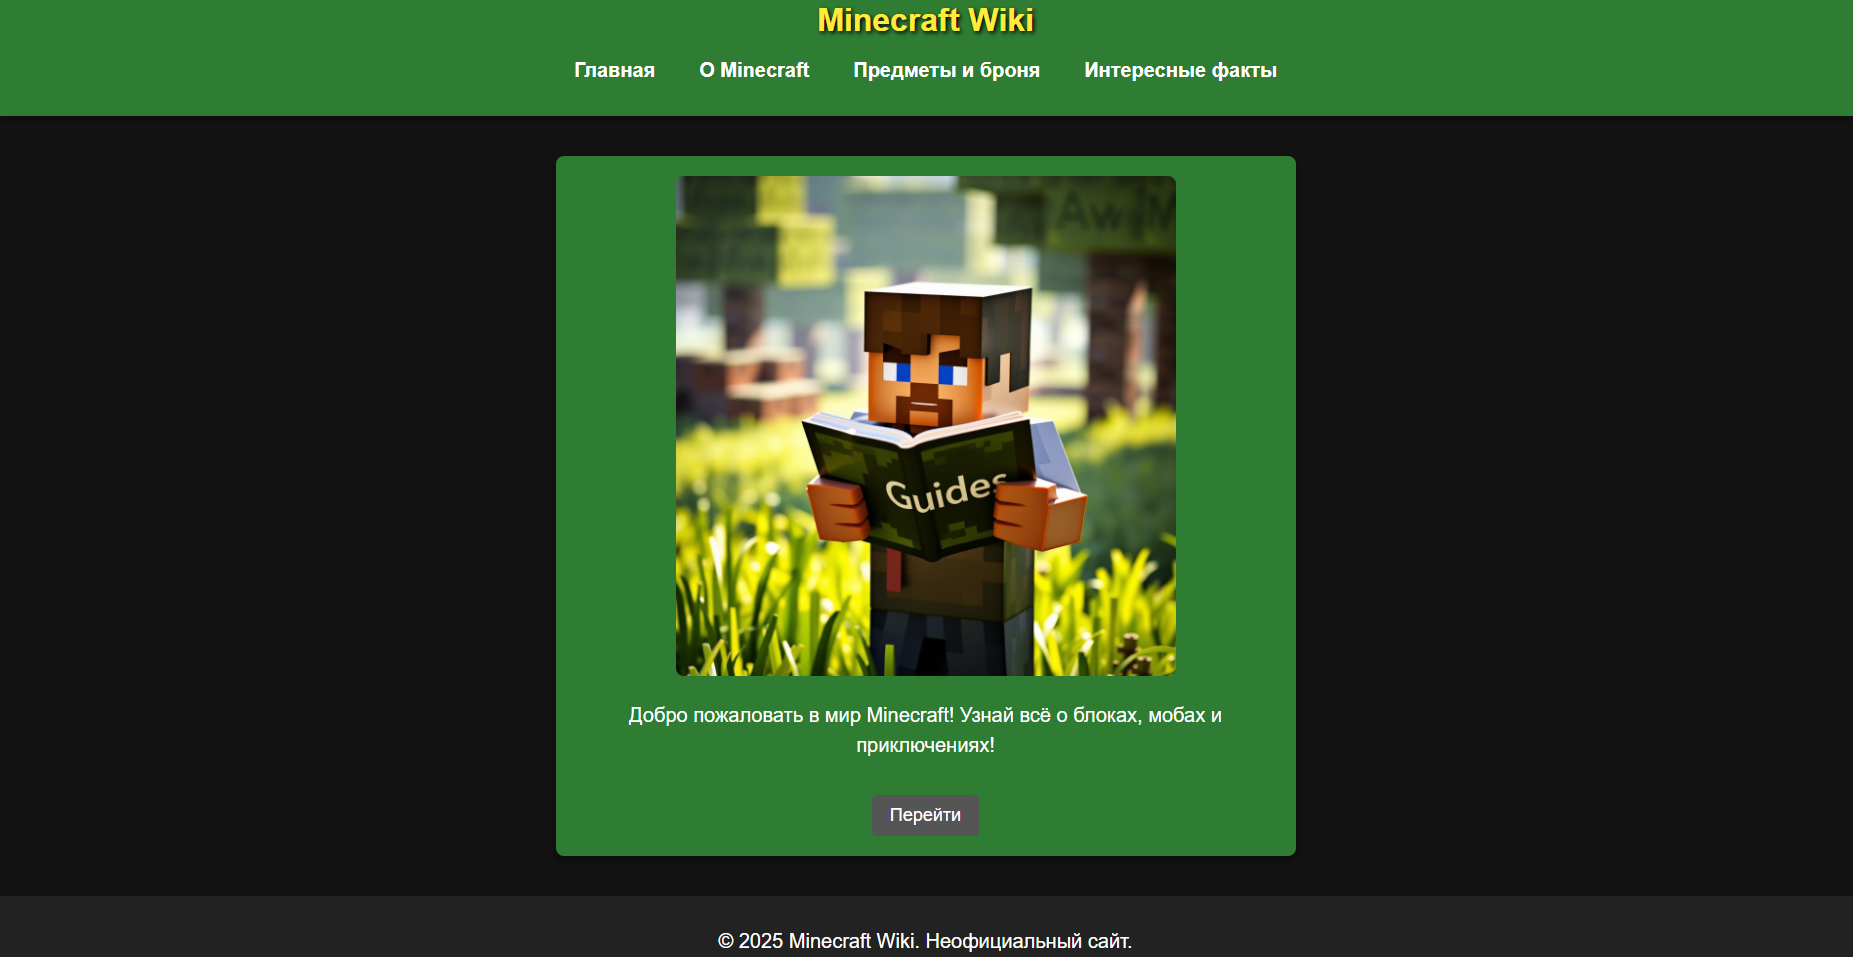 Minecraft Wiki
Главная О Minecraft Предметы и броня Интересные факты
Guides
Добро пожаловать в мир Minecraft! Узнай всё о блоках, мобах и
приключениях!
Перейти
© 2025 Minecraft Wiki. Неофициальный сайт.